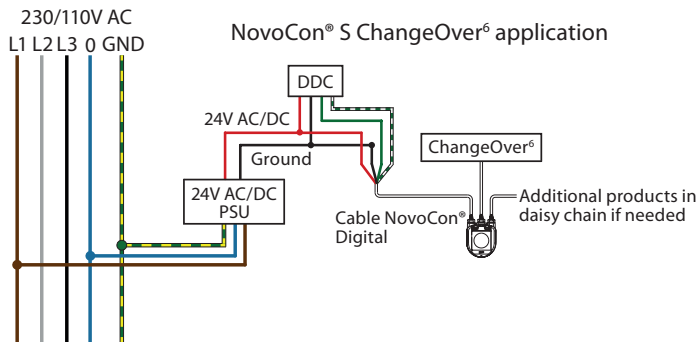 230/110V AC
L1 L2 L3 0 GND
NovoCon® S ChangeOver⁶ application
DDC
24V AC/DC
Ground
ChangeOver⁶
24V AC/DC
PSU
Cable NovoCon®
Digital
Additional products in
daisy chain if needed